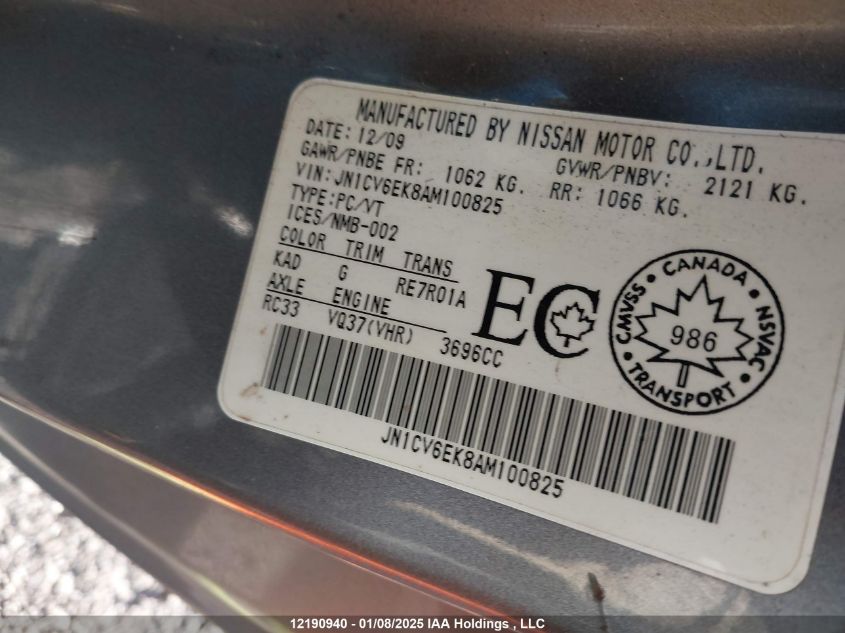 MANUFACTURED BY NISSAN MOTOR CO.,LTD.
DATE: 12/09 GVWR/PNBV: 2121 KG.
GAWR/PNBE FR: 1062 KG. RR: 1066 KG.
VIN: JN1CV6EK8AM100825
TYPE:PC/VT
ICES/NMB-002
COLOR TRIM TRANS
KAD G RE7R01A
AXLE ENGINE
RC33 VQ37(VHR) 3696CC
EC
CANADA
CMVSS NSVAC
986
TRANSPORT
JN1CV6EK8AM100825
12190940 - 01/08/2025 IAA Holdings , LLC